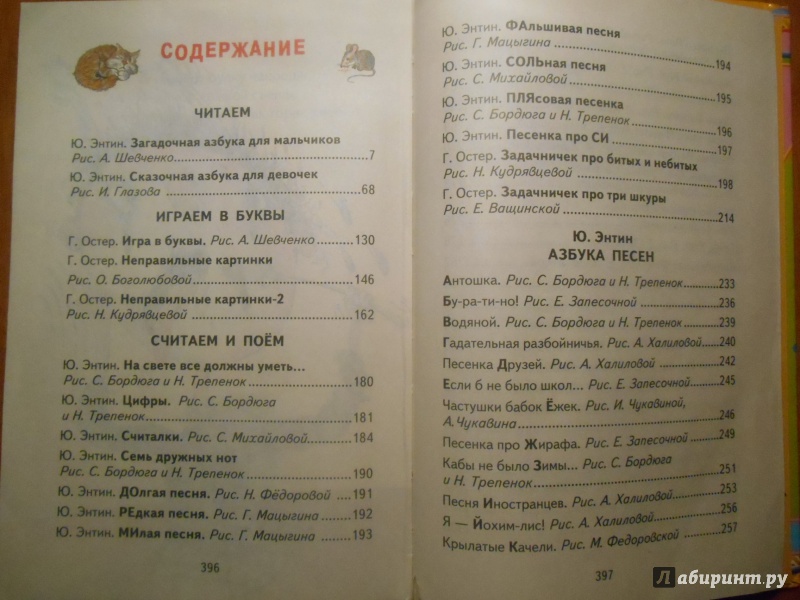 СОДЕРЖАНИЕ
ЧИТАЕМ
Ю. Энтин. Загадочная азбука для мальчиков
Рис. А. Шевченко 7
Ю. Энтин. Сказочная азбука для девочек
Рис. И. Глазова 68
ИГРАЕМ В БУКВЫ
Г. Остер. Игра в буквы. Рис. А. Шевченко 130
Г. Остер. Неправильные картинки
Рис. О. Боголюбовой 146
Г. Остер. Неправильные картинки-2
Рис. Н. Кудрявцевой 162
СЧИТАЕМ И ПОЁМ
Ю. Энтин. На свете все должны уметь...
Рис. С. Бордюга и Н. Трепенок 180
Ю. Энтин. Цифры. Рис. С. Бордюга
и Н. Трепенок 181
Ю. Энтин. Считалки. Рис. С. Михайловой 184
Ю. Энтин. Семь дружных нот
Рис. С. Бордюга и Н. Трепенок 190
Ю. Энтин. ДОлгая песня. Рис. Н. Фёдоровой .... 191
Ю. Энтин. РЕдкая песня. Рис. Г. Мацыгина 192
Ю. Энтин. МИлая песня. Рис. Г. Мацыгина 193
396
Ю. Энтин. ФАльшивая песня
Рис. Г. Мацыгина 194
Ю. Энтин. СОЛЬная песня
Рис. С. Михайловой 195
Ю. Энтин. ПЛЯсовая песенка
Рис. С. Бордюга и Н. Трепенок 196
Ю. Энтин. Песенка про СИ 197
Г. Остер. Задачничек про битых и небитых
Рис. Н. Кудрявцевой 198
Г. Остер. Задачничек про три шкуры
Рис. Е. Ващинской 214
Ю. Энтин
АЗБУКА ПЕСЕН
Антошка. Рис. С. Бордюга и Н. Трепенок 233
Бу-ра-ти-но! Рис. Е. Запесочной 236
Водяной. Рис. С. Бордюга и Н. Трепенок 239
Гадательная разбойничья. Рис. А. Халиловой 240
Песенка Друзей. Рис. А. Халиловой 242
Если б не было школ... Рис. Е. Запесочной 245
Частушки бабок Ёжек. Рис. И. Чукавиной,
А. Чукавина 246
Песенка про Жирафа. Рис. Е. Запесочной 249
Кабы не было Зимы... Рис. С. Бордюга
и Н. Трепенок 251
Песня Иностранцев. Рис. А. Халиловой 253
Я — Йохим-лис! Рис. А. Халиловой 256
Крылатые Качели. Рис. М. Федоровской 257
397
Лабиринт.ру